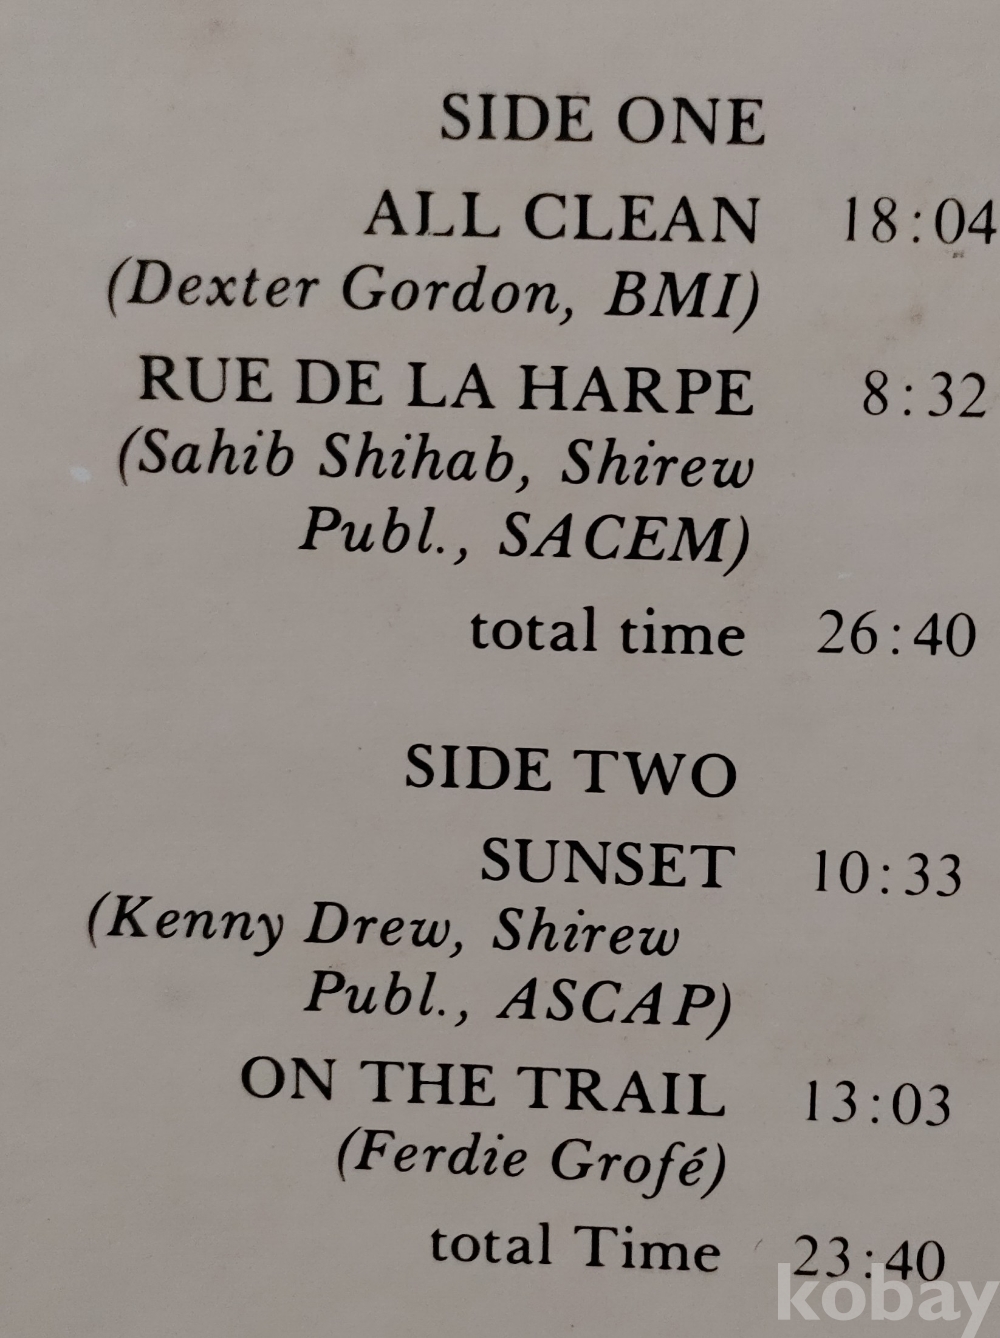 SIDE ONE
ALL CLEAN 18:04
(Dexter Gordon, BMI)
RUE DE LA HARPE 8:32
(Sahib Shihab, Shirew
Publ., SACEM)
total time 26:40
SIDE TWO
SUNSET 10:33
(Kenny Drew, Shirew
Publ., ASCAP)
ON THE TRAIL 13:03
(Ferdie Grofé)
total Time 23:40
kobay